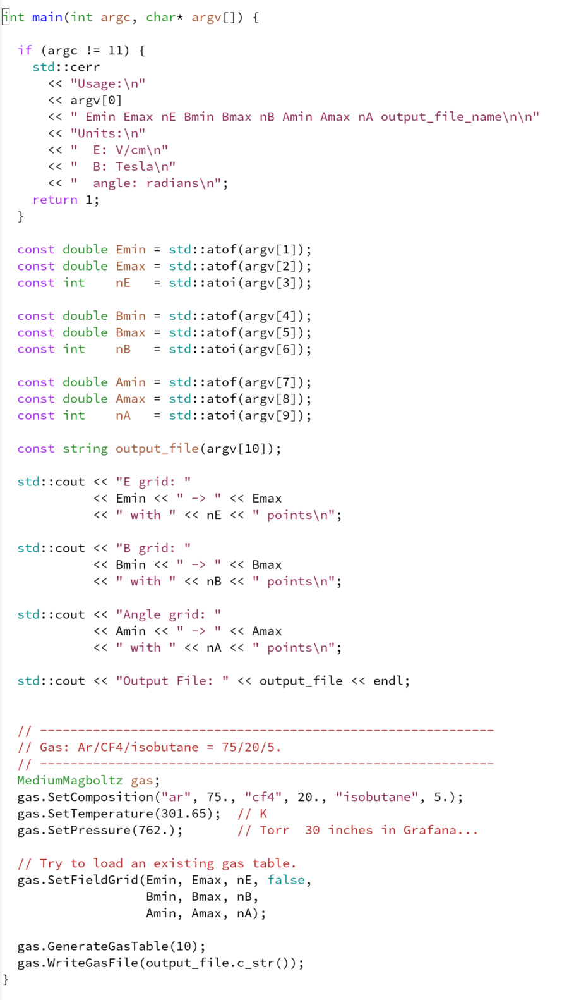 int main(int argc, char* argv[]) {
if (argc != 11) {
std::cerr
<< "Usage:\n"
<< argv[0]
<< " Emin Emax nE Bmin Bmax nB Amin Amax nA output_file_name\n\n"
<< "Units:\n"
<< "  E: V/cm\n"
<< "  B: Tesla\n"
<< "  angle: radians\n";
return 1;
}
const double Emin = std::atof(argv[1]);
const double Emax = std::atof(argv[2]);
const int    nE   = std::atoi(argv[3]);
const double Bmin = std::atof(argv[4]);
const double Bmax = std::atof(argv[5]);
const int    nB   = std::atoi(argv[6]);
const double Amin = std::atof(argv[7]);
const double Amax = std::atof(argv[8]);
const int    nA   = std::atoi(argv[9]);
const string output_file(argv[10]);
std::cout << "E grid: "
<< Emin << " -> " << Emax
<< " with " << nE << " points\n";
std::cout << "B grid: "
<< Bmin << " -> " << Bmax
<< " with " << nB << " points\n";
std::cout << "Angle grid: "
<< Amin << " -> " << Amax
<< " with " << nA << " points\n";
std::cout << "Output File: " << output_file << endl;
// ------------------------------------------------------------
// Gas: Ar/CF4/isobutane = 75/20/5.
// ------------------------------------------------------------
MediumMagboltz gas;
gas.SetComposition("ar", 75., "cf4", 20., "isobutane", 5.);
gas.SetTemperature(301.65);  // K
gas.SetPressure(762.);       // Torr  30 inches in Grafana...
// Try to load an existing gas table.
gas.SetFieldGrid(Emin, Emax, nE, false,
Bmin, Bmax, nB,
Amin, Amax, nA);
gas.GenerateGasTable(10);
gas.WriteGasFile(output_file.c_str());
}